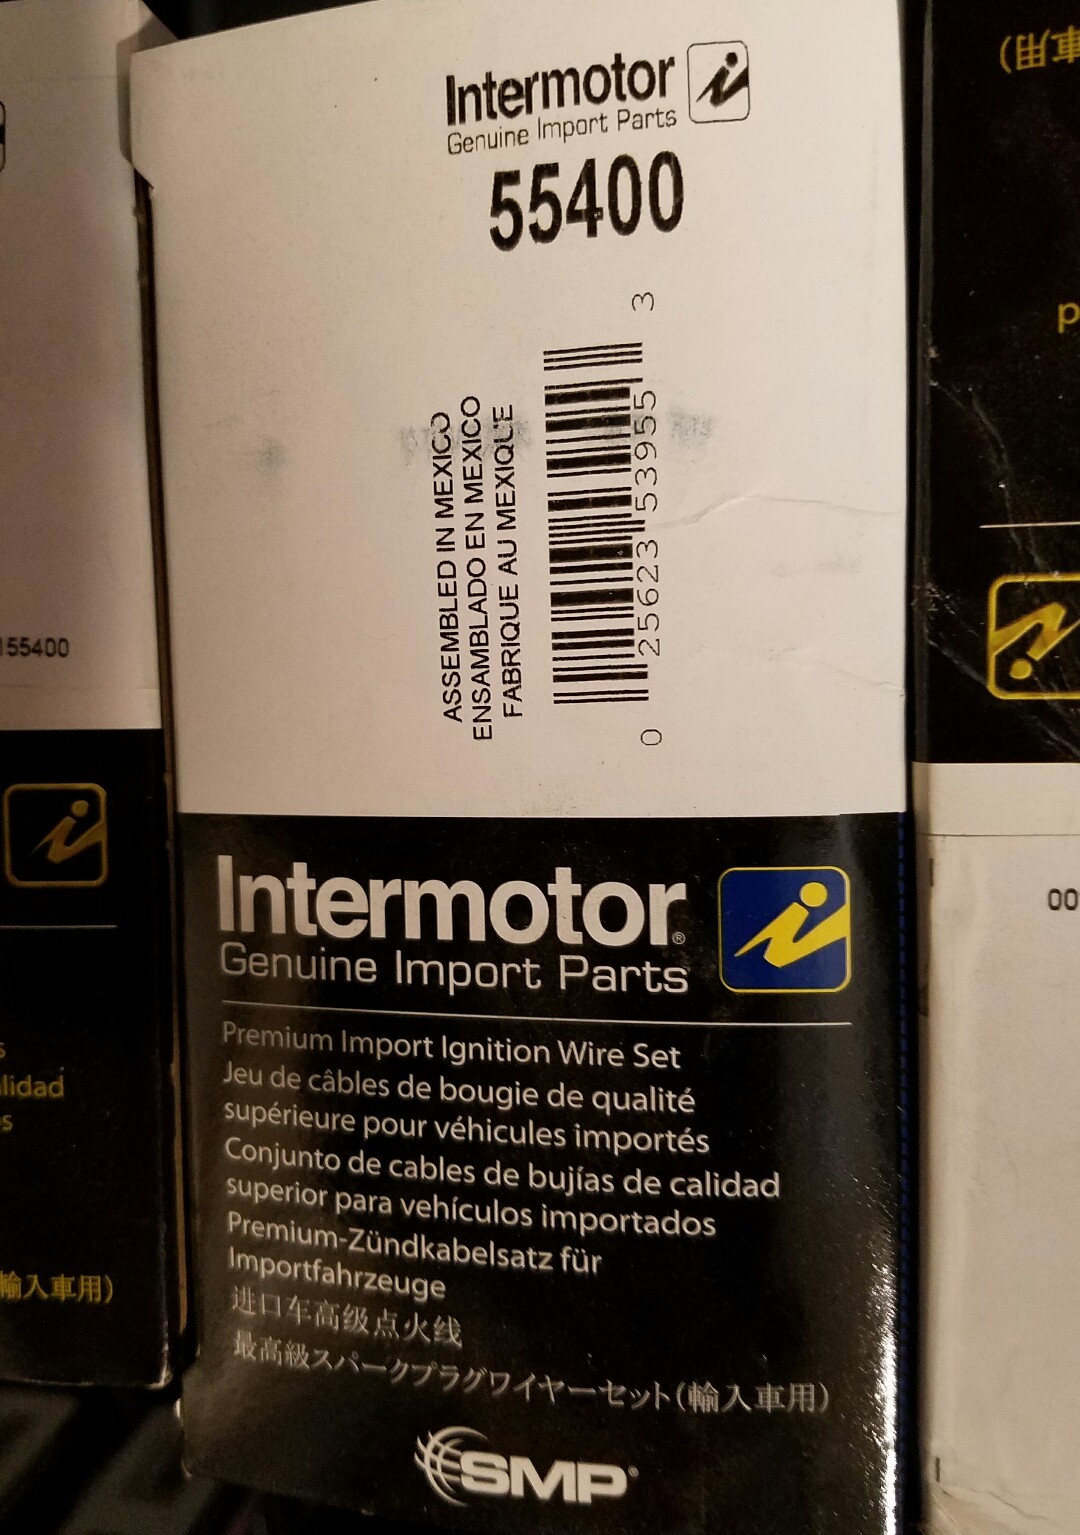 Intermotor
Genuine Import Parts
55400
ASSEMBLED IN MEXICO
ENSAMBLADO EN MEXICO
FABRIQUE AU MEXIQUE
0 25623 53955 3
Intermotor®
Genuine Import Parts
Premium Import Ignition Wire Set
Jeu de câbles de bougie de qualité
supérieure pour véhicules importés
Conjunto de cables de bujías de calidad
superior para vehículos importados
Premium-Zündkabelsatz für
Importfahrzeuge
进口车高级点火线
最高級スパークプラグワイヤーセット(輸入車用)
SMP®
155400
lidad
輸入車用)
車用)
00